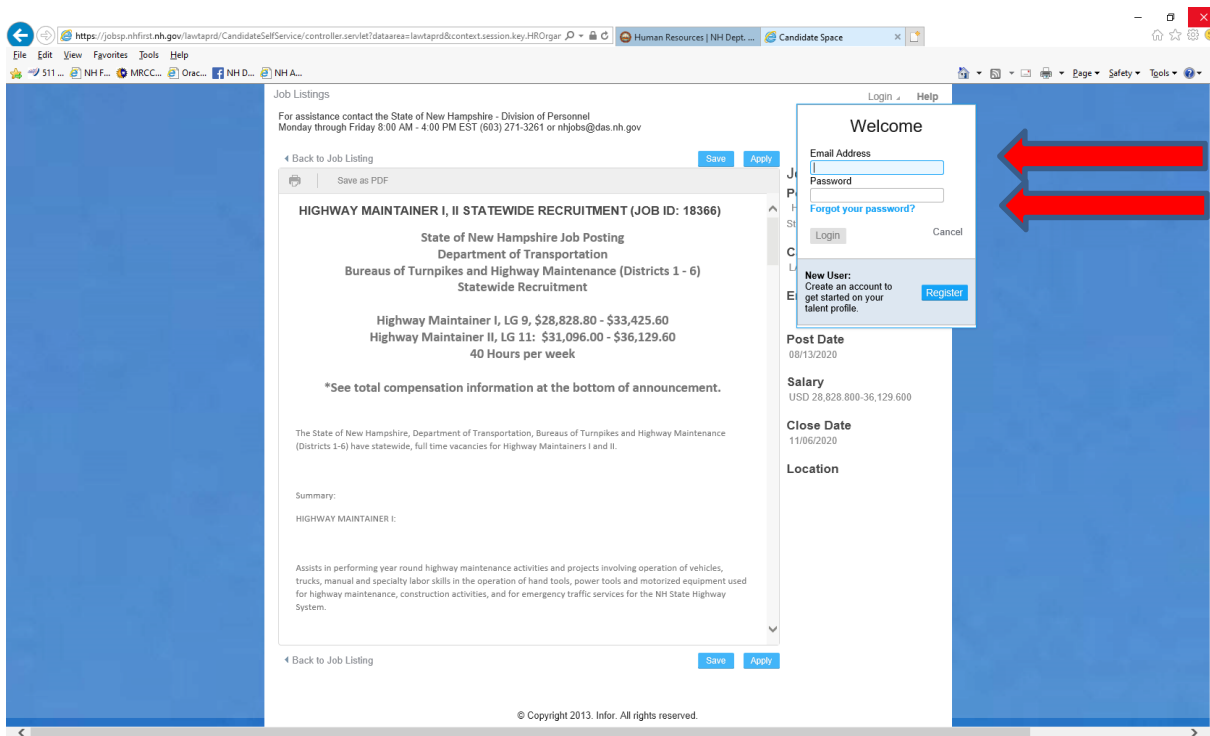 https://jobsp.nhfirst.nh.gov/lawtaprd/CandidateSelfService/controller.servlet?dataarea=lawtaprd&context.session.key.HROrgar
Human Resources | NH Dept. ...
Candidate Space
File Edit View Favorites Tools Help
511 ... NH F... MRCC... Orac... NH D... NH A...
Page Safety Tools
Job Listings
Login Help
For assistance contact the State of New Hampshire - Division of Personnel
Monday through Friday 8:00 AM - 4:00 PM EST (603) 271-3261 or nhjobs@das.nh.gov
Back to Job Listing
Save Apply
Save as PDF
HIGHWAY MAINTAINER I, II STATEWIDE RECRUITMENT (JOB ID: 18366)
State of New Hampshire Job Posting
Department of Transportation
Bureaus of Turnpikes and Highway Maintenance (Districts 1 - 6)
Statewide Recruitment
Highway Maintainer I, LG 9, $28,828.80 - $33,425.60
Highway Maintainer II, LG 11: $31,096.00 - $36,129.60
40 Hours per week
*See total compensation information at the bottom of announcement.
The State of New Hampshire, Department of Transportation, Bureaus of Turnpikes and Highway Maintenance
(Districts 1-6) have statewide, full time vacancies for Highway Maintainers I and II.
Summary:
HIGHWAY MAINTAINER I:
Assists in performing year round highway maintenance activities and projects involving operation of vehicles,
trucks, manual and specialty labor skills in the operation of hand tools, power tools and motorized equipment used
for highway maintenance, construction activities, and for emergency traffic services for the NH State Highway
System.
Welcome
Email Address
Password
Forgot your password?
Login
Cancel
New User:
Create an account to
get started on your
talent profile.
Register
Post Date
08/13/2020
Salary
USD 28,828.800-36,129.600
Close Date
11/06/2020
Location
Back to Job Listing
Save Apply
© Copyright 2013. Infor. All rights reserved.